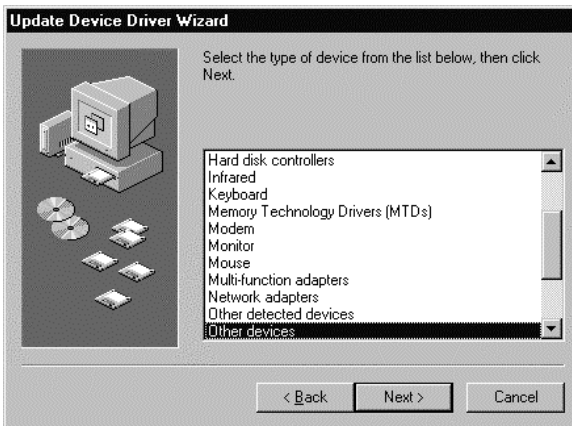 Update Device Driver Wizard
Select the type of device from the list below, then click
Next.
Hard disk controllers
Infrared
Keyboard
Memory Technology Drivers (MTDs)
Modem
Monitor
Mouse
Multi-function adapters
Network adapters
Other detected devices
Other devices
< Back
Next >
Cancel